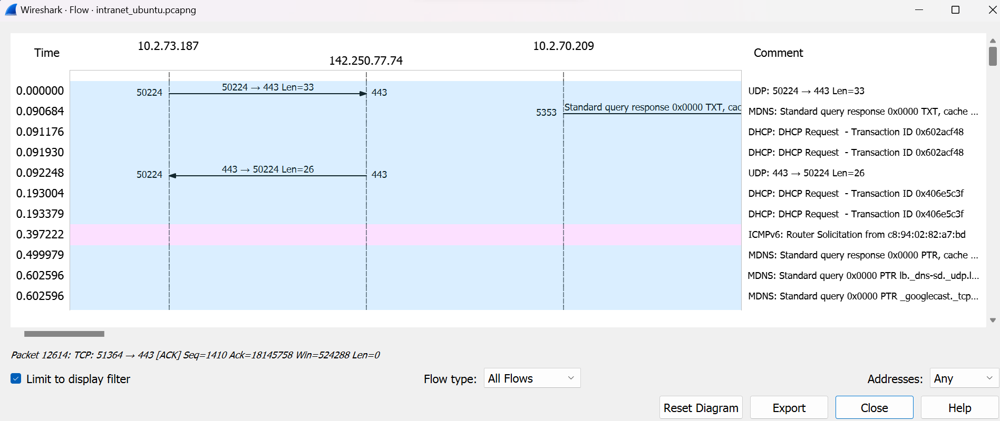 Wireshark · Flow · intranet_ubuntu.pcapng
10.2.73.187 10.2.70.209
Time Comment
142.250.77.74
0.000000 50224 50224 → 443 Len=33 443 UDP: 50224 → 443 Len=33
0.090684 5353 Standard query response 0x0000 TXT, cac MDNS: Standard query response 0x0000 TXT, cache ...
0.091176 DHCP: DHCP Request - Transaction ID 0x602acf48
0.091930 DHCP: DHCP Request - Transaction ID 0x602acf48
0.092248 50224 443 → 50224 Len=26 443 UDP: 443 → 50224 Len=26
0.193004 DHCP: DHCP Request - Transaction ID 0x406e5c3f
0.193379 DHCP: DHCP Request - Transaction ID 0x406e5c3f
0.397222 ICMPv6: Router Solicitation from c8:94:02:82:a7:bd
0.499979 MDNS: Standard query response 0x0000 PTR, cache ...
0.602596 MDNS: Standard query 0x0000 PTR lb._dns-sd._udp.l...
0.602596 MDNS: Standard query 0x0000 PTR _googlecast._tcp...
Packet 12614: TCP: 51364 → 443 [ACK] Seq=1410 Ack=18145758 Win=524288 Len=0
Limit to display filter Flow type: All Flows Addresses: Any
Reset Diagram Export Close Help